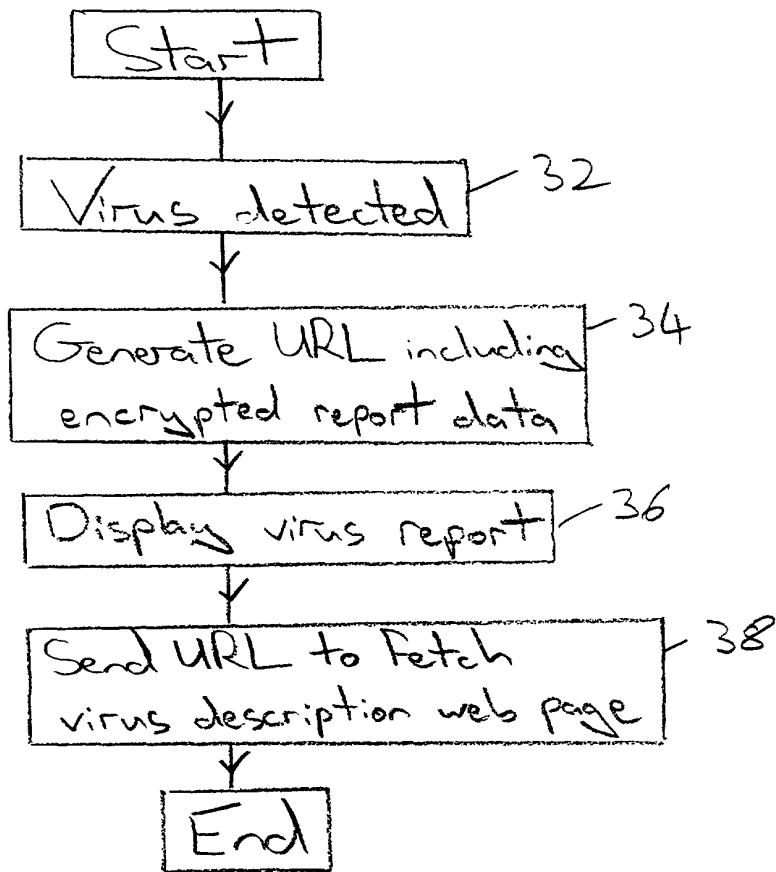 Start
Virus detected
32
Generate URL including
encrypted report data
34
Display virus report
36
Send URL to fetch
virus description web page
38
End